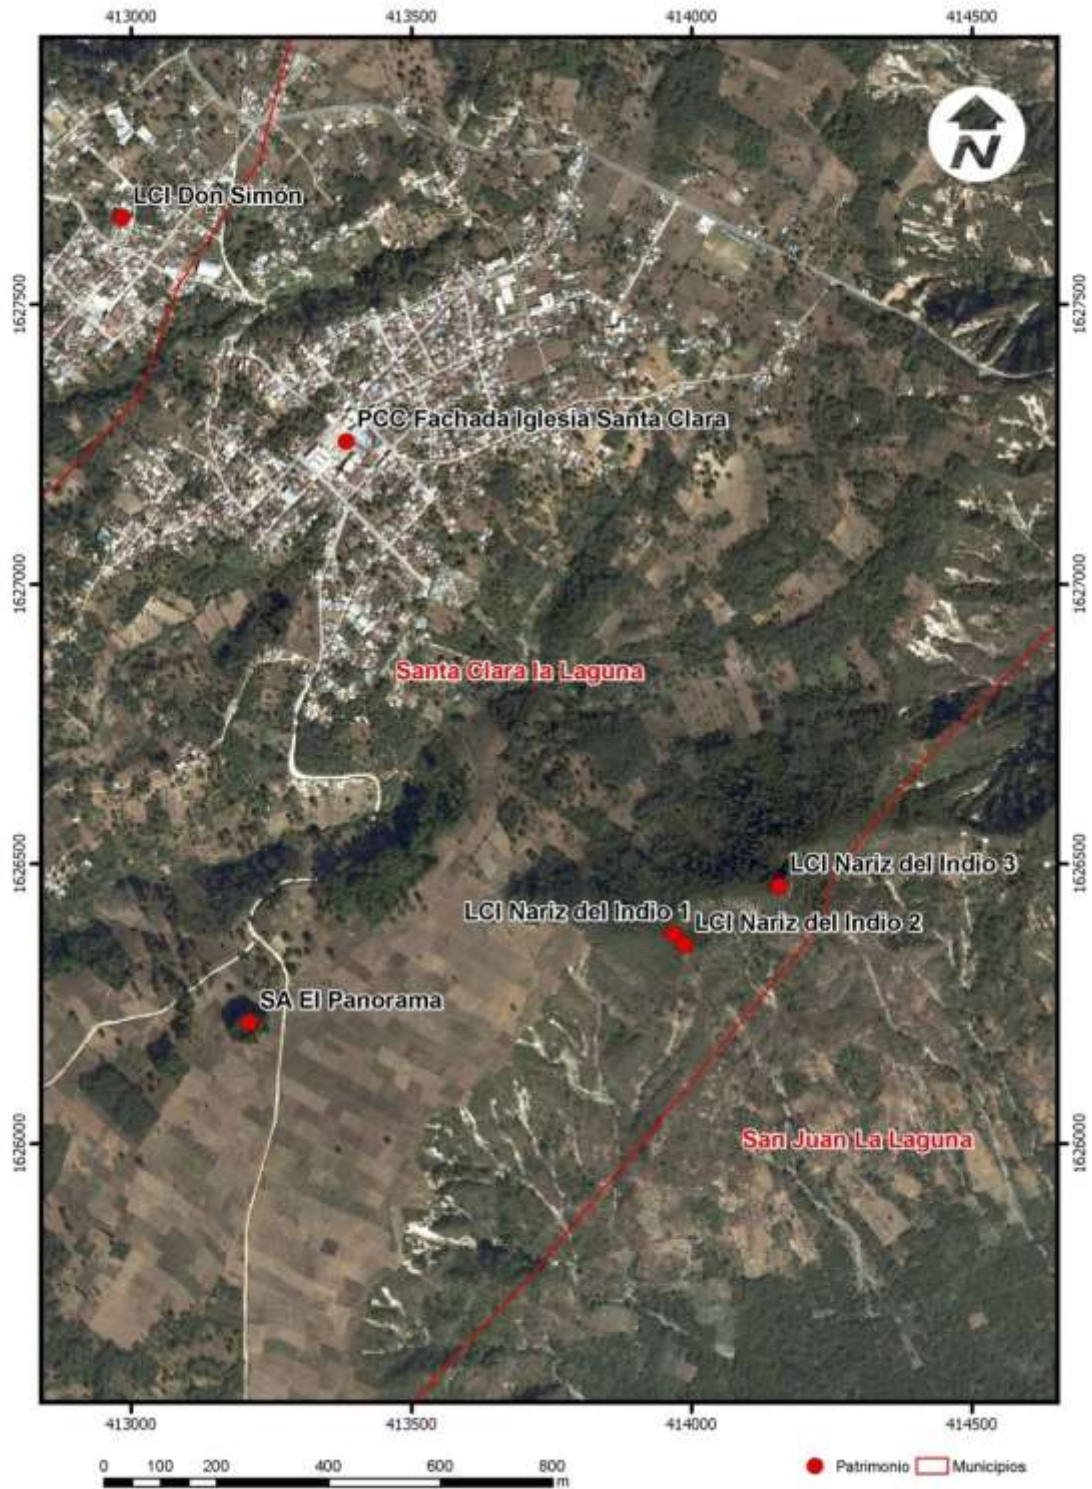 413000 413500 414000 414500
N
LCI Don Simón
1627500 1627500
PCC Fachada Iglesia Santa Clara
1627000 1627000
Santa Clara la Laguna
1626500 1626500
LCI Nariz del Indio 3
LCI Nariz del Indio 1
LCI Nariz del Indio 2
SA El Panorama
1626000 1626000
San Juan La Laguna
413000 413500 414000 414500
0 100 200 400 600 800
m
Patrimonio Municipios